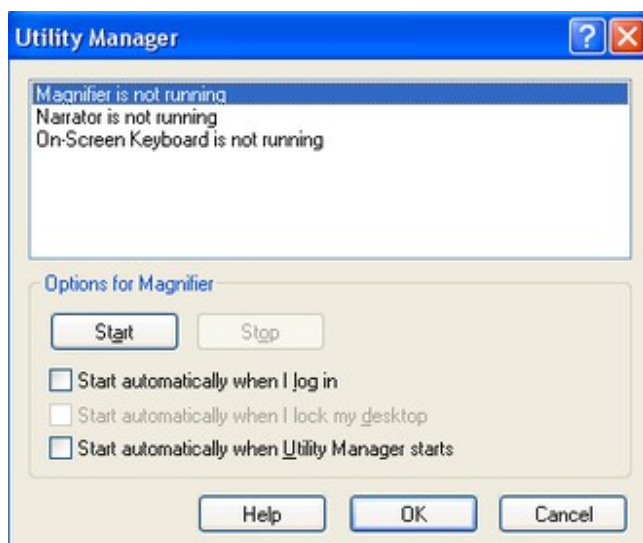 Utility Manager
Magnifier is not running
Narrator is not running
On-Screen Keyboard is not running
Options for Magnifier
Start Stop
Start automatically when I log in
Start automatically when I lock my desktop
Start automatically when Utility Manager starts
Help OK Cancel